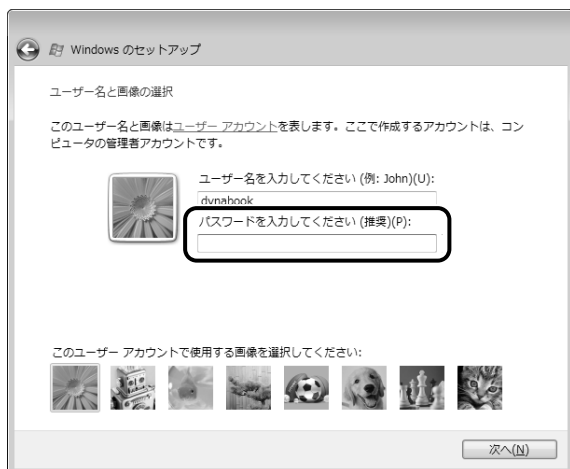 Windows のセットアップ
ユーザー名と画像の選択
このユーザー名と画像はユーザー アカウントを表します。ここで作成するアカウントは、コン
ピュータの管理者アカウントです。
ユーザー名を入力してください (例: John)(U):
dynabook
パスワードを入力してください (推奨)(P):
このユーザー アカウントで使用する画像を選択してください:
次へ(N)